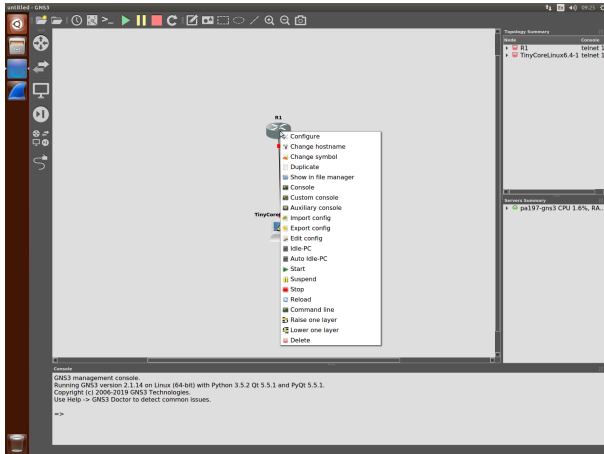 untitled - GNS3
En
09:25
Topology Summary
Node Console
R1 telnet 1
TinyCoreLinux6.4-1 telnet 1
R1
Configure
Change hostname
Change symbol
Duplicate
Show in file manager
Console
Custom console
Auxiliary console
Import config
Export config
Edit config
Idle-PC
Auto Idle-PC
Start
Suspend
Stop
Reload
Command line
Raise one layer
Lower one layer
Delete
Servers Summary
pa197-gns3 CPU 1.6%, RA...
Console
GNS3 management console.
Running GNS3 version 2.1.14 on Linux (64-bit) with Python 3.5.2 Qt 5.5.1 and PyQt 5.5.1.
Copyright (c) 2006-2019 GNS3 Technologies.
Use Help -> GNS3 Doctor to detect common issues.
=>